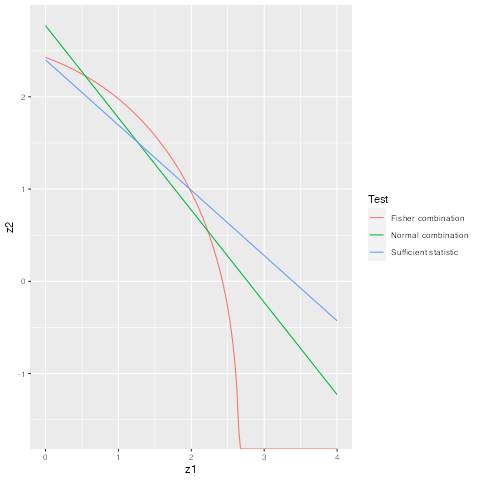 2
1
0
-1
z2
0
1
2
3
4
z1
Test
Fisher combination
Normal combination
Sufficient statistic